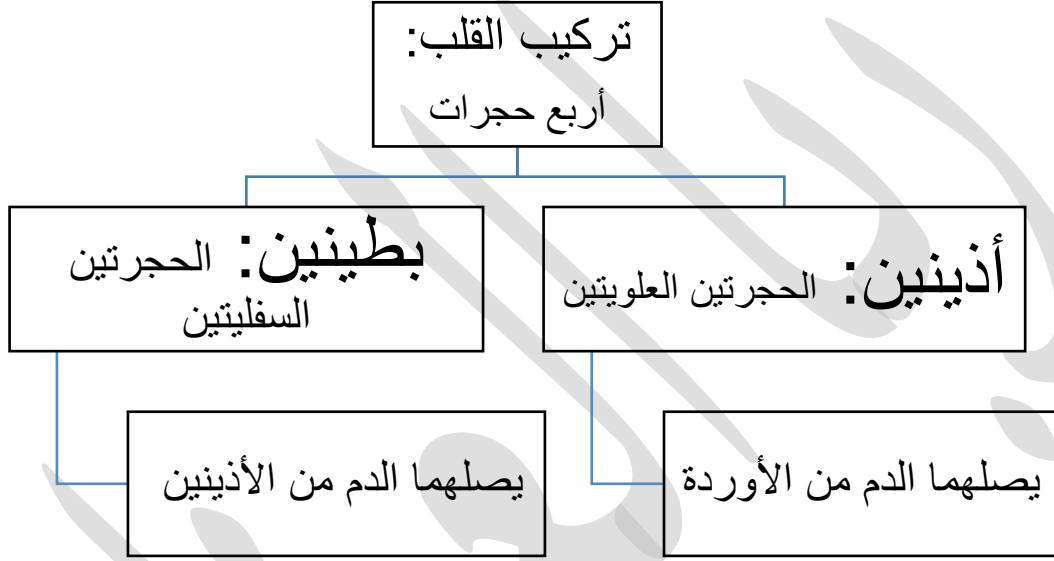 تركيب القلب:
أربع حجرات
أذينين: الحجرتين العلويتين
بطينين: الحجرتين
السفليتين
يصلهما الدم من الأوردة
يصلهما الدم من الأذينين